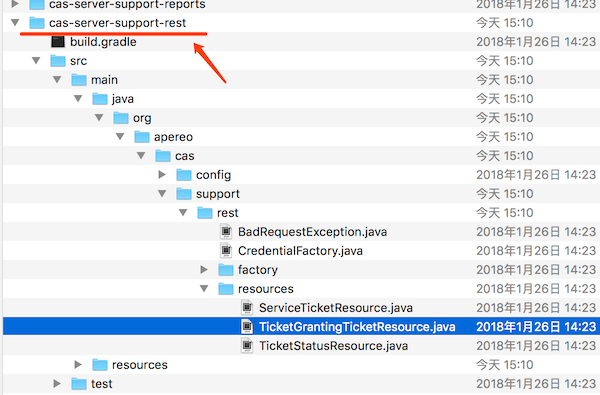 cas-server-support-reports 2018年1月26日 14:23
cas-server-support-rest 今天 15:10
build.gradle 2018年1月26日 14:23
src 今天 15:10
main 今天 15:10
java 今天 15:10
org 今天 15:10
apereo 今天 15:10
cas 今天 15:10
config 2018年1月26日 14:23
support 今天 15:10
rest 今天 15:10
BadRequestException.java 2018年1月26日 14:23
CredentialFactory.java 2018年1月26日 14:23
factory 2018年1月26日 14:23
resources 2018年1月26日 14:23
ServiceTicketResource.java 2018年1月26日 14:23
TicketGrantingTicketResource.java 2018年1月26日 14:23
TicketStatusResource.java 2018年1月26日 14:23
resources 今天 15:10
test 2018年1月26日 14:23